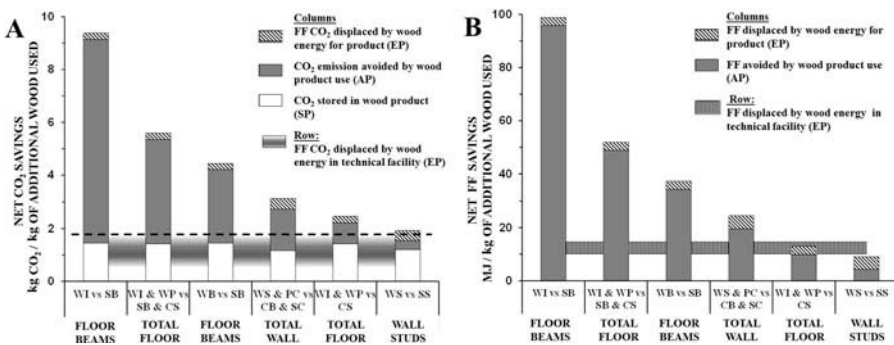 A
Columns
FF CO2 displaced by wood
energy for product (EP)
CO2 emission avoided by wood
product use (AP)
CO2 stored in wood product
(SP)
Row:
FF CO2 displaced by wood
energy in technical facility (EP)
NET CO2 SAVINGS
kg CO2 / kg OF ADDITIONAL WOOD USED
10
8
6
4
2
0
WI vs SB
WI & WP vs
SB & CS
WB vs SB
WS & PC vs
CB & SC
WI & WP vs
CS
WS vs SS
FLOOR
BEAMS
TOTAL
FLOOR
FLOOR
BEAMS
TOTAL
WALL
TOTAL
FLOOR
WALL
STUDS
B
Columns
FF displaced by wood energy for
product (EP)
FF avoided by wood product use
(AP)
Row:
FF displaced by wood energy in
technical facility (EP)
NET FF SAVINGS
MJ / kg OF ADDITIONAL WOOD USED
100
80
60
40
20
0
WI vs SB
WI & WP vs
SB & CS
WB vs SB
WS & PC vs
CB & SC
WI & WP vs
CS
WS vs SS
FLOOR
BEAMS
TOTAL
FLOOR
FLOOR
BEAMS
TOTAL
WALL
TOTAL
FLOOR
WALL
STUDS